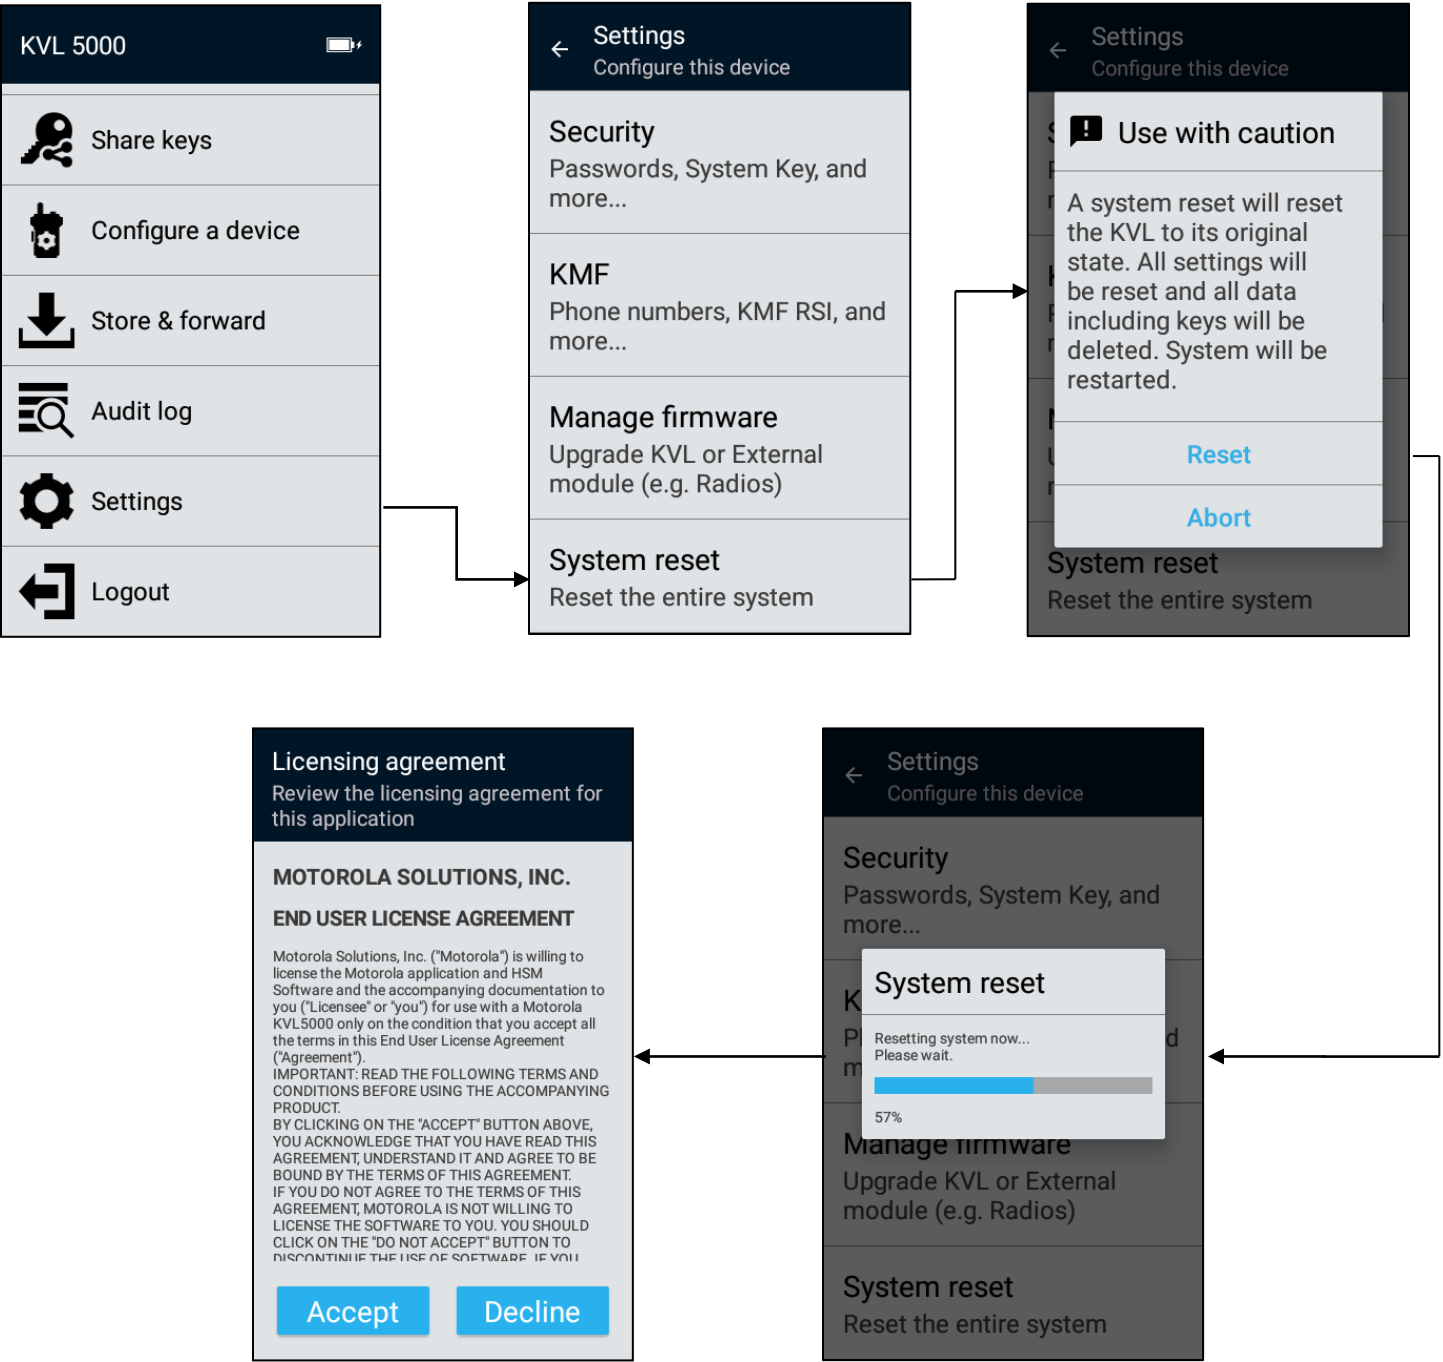 KVL 5000
Share keys
Configure a device
Store & forward
Audit log
Settings
Logout
Settings
Configure this device
Security
Passwords, System Key, and
more...
KMF
Phone numbers, KMF RSI, and
more...
Manage firmware
Upgrade KVL or External
module (e.g. Radios)
System reset
Reset the entire system
Settings
Configure this device
Use with caution
A system reset will reset
the KVL to its original
state. All settings will
be reset and all data
including keys will be
deleted. System will be
restarted.
Reset
Abort
System reset
Reset the entire system
Licensing agreement
Review the licensing agreement for
this application
MOTOROLA SOLUTIONS, INC.
END USER LICENSE AGREEMENT
Motorola Solutions, Inc. ("Motorola") is willing to
license the Motorola application and HSM
Software and the accompanying documentation to
you ("Licensee" or "you") for use with a Motorola
KVL5000 only on the condition that you accept all
the terms in this End User License Agreement
("Agreement").
IMPORTANT: READ THE FOLLOWING TERMS AND
CONDITIONS BEFORE USING THE ACCOMPANYING
PRODUCT.
BY CLICKING ON THE "ACCEPT" BUTTON ABOVE,
YOU ACKNOWLEDGE THAT YOU HAVE READ THIS
AGREEMENT, UNDERSTAND IT AND AGREE TO BE
BOUND BY THE TERMS OF THIS AGREEMENT.
IF YOU DO NOT AGREE TO THE TERMS OF THIS
AGREEMENT, MOTOROLA IS NOT WILLING TO
LICENSE THE SOFTWARE TO YOU. YOU SHOULD
CLICK ON THE "DO NOT ACCEPT" BUTTON TO
DISCONTINUE THE USE OF SOFTWARE. IF YOU
Accept
Decline
Settings
Configure this device
Security
Passwords, System Key, and
more...
System reset
Resetting system now...
Please wait.
57%
Manage firmware
Upgrade KVL or External
module (e.g. Radios)
System reset
Reset the entire system